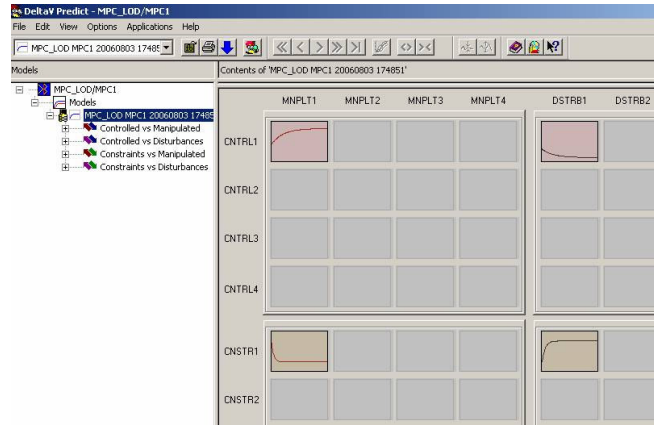 DeltaV Predict - MPC_LOD/MPC1
File Edit View Options Applications Help
MPC_LOD MPC1 20060803 17485
Models
Contents of 'MPC_LOD MPC1 20060803 174851'
MPC_LOD/MPC1
Models
MPC_LOD MPC1 20060803 17485
Controlled vs Manipulated
Controlled vs Disturbances
Constraints vs Manipulated
Constraints vs Disturbances
MNPLT1 MNPLT2 MNPLT3 MNPLT4 DSTRB1 DSTRB2
CNTRL1
CNTRL2
CNTRL3
CNTRL4
CNSTR1
CNSTR2